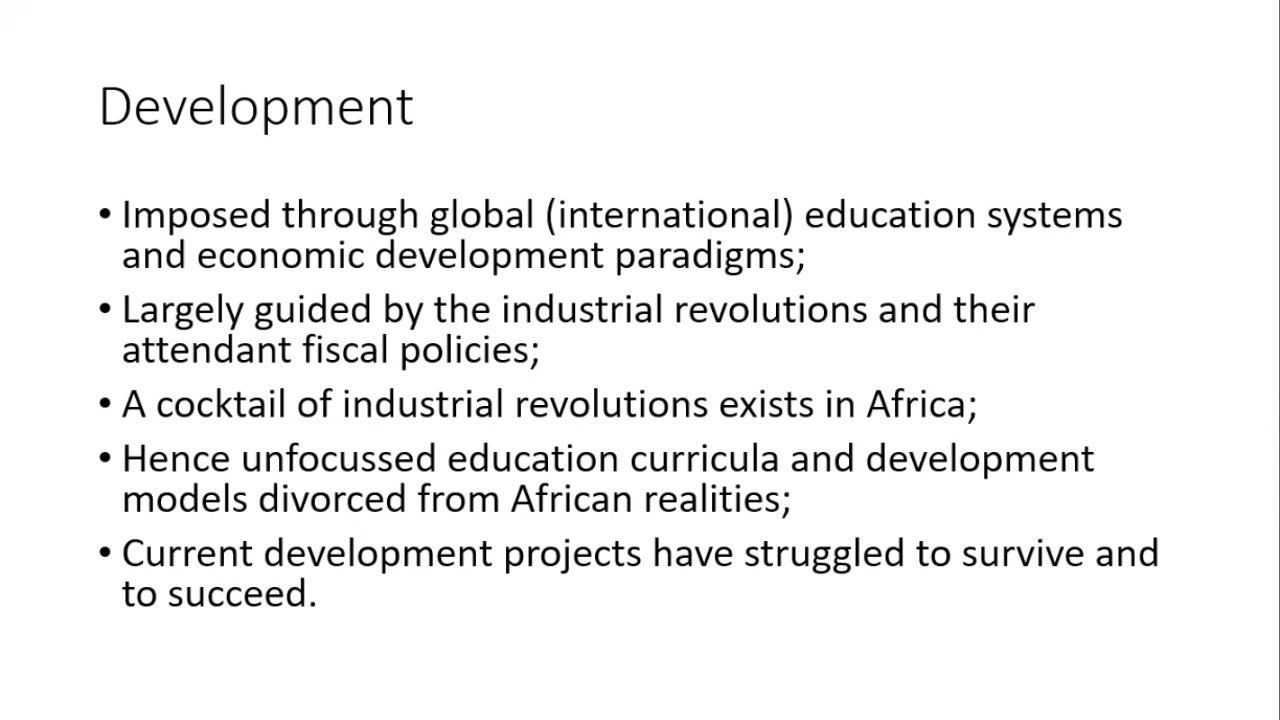 Development
• Imposed through global (international) education systems
and economic development paradigms;
• Largely guided by the industrial revolutions and their
attendant fiscal policies;
• A cocktail of industrial revolutions exists in Africa;
• Hence unfocussed education curricula and development
models divorced from African realities;
• Current development projects have struggled to survive and
to succeed.